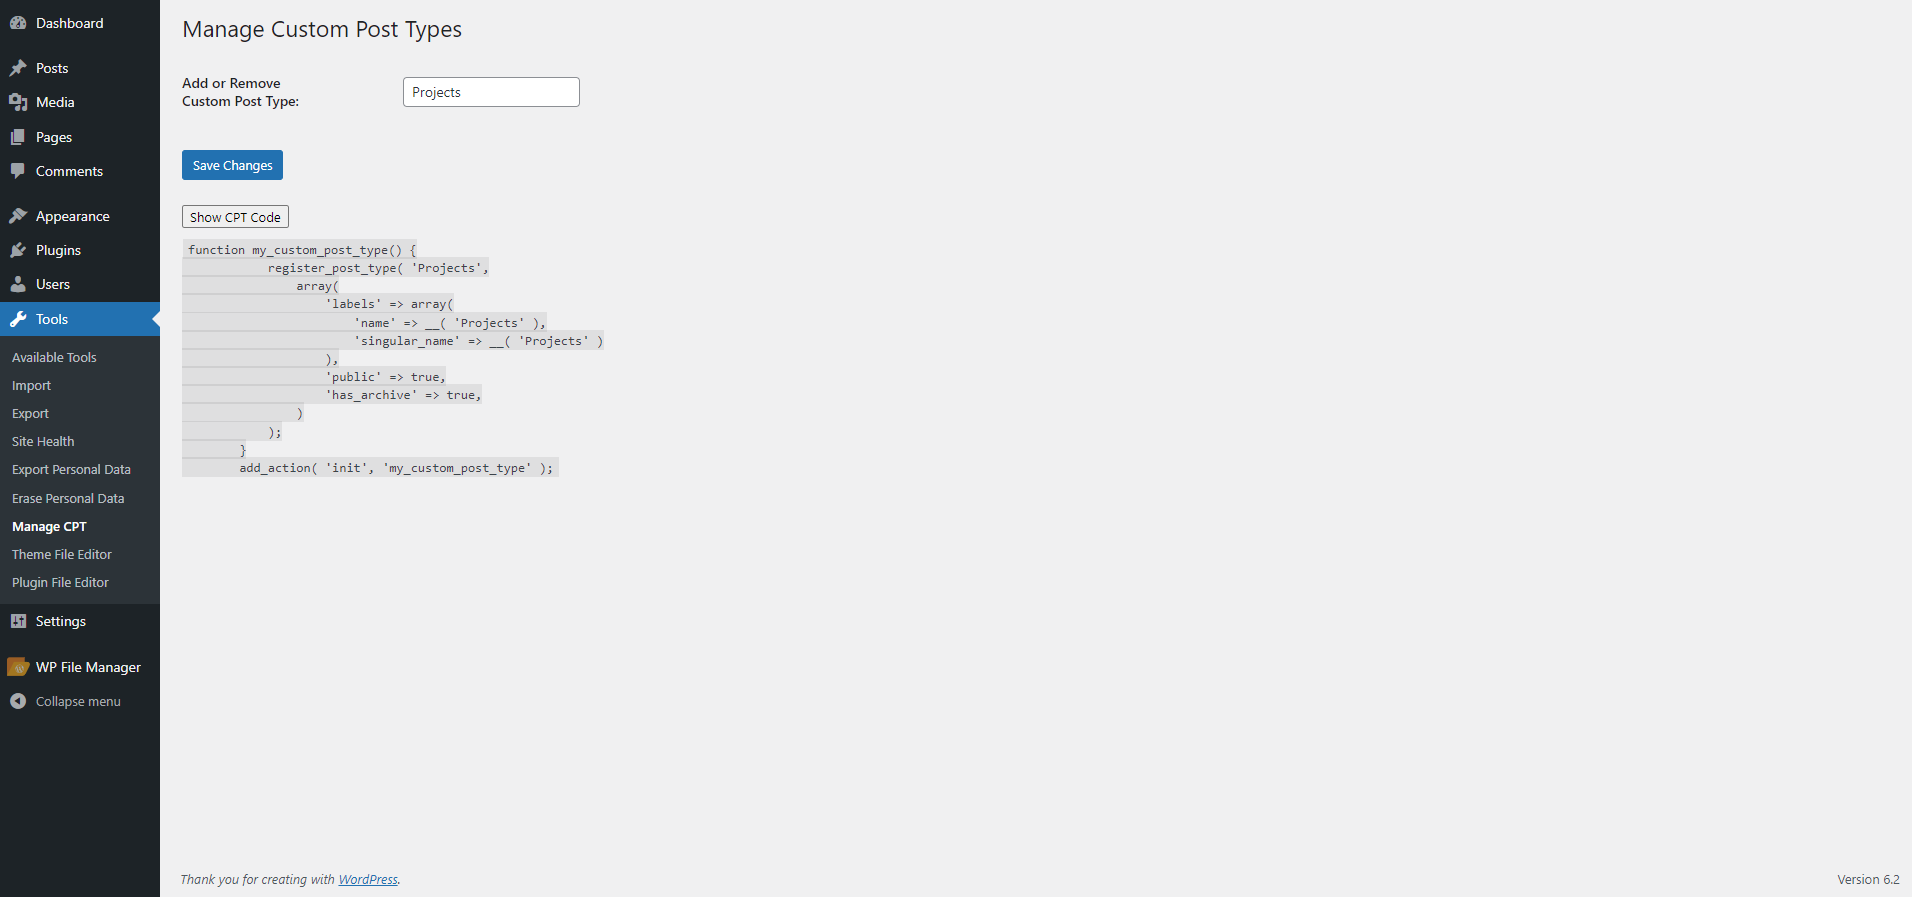 Dashboard
Posts
Media
Pages
Comments
Appearance
Plugins
Users
Tools
Available Tools
Import
Export
Site Health
Export Personal Data
Erase Personal Data
Manage CPT
Theme File Editor
Plugin File Editor
Settings
WP File Manager
Collapse menu
Manage Custom Post Types
Add or Remove
Custom Post Type:
Projects
Save Changes
Show CPT Code
function my_custom_post_type() {
register_post_type( 'Projects',
array(
'labels' => array(
'name' => __( 'Projects' ),
'singular_name' => __( 'Projects' )
),
'public' => true,
'has_archive' => true,
)
);
}
add_action( 'init', 'my_custom_post_type' );
Thank you for creating with WordPress.
Version 6.2